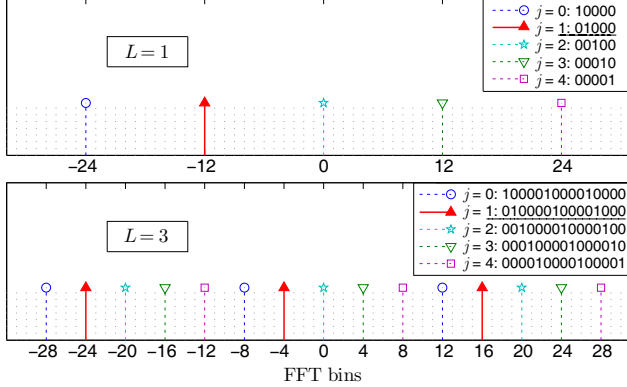 L = 1
j = 0: 10000
j = 1: 01000
j = 2: 00100
j = 3: 00010
j = 4: 00001
−24 −12 0 12 24
L = 3
j = 0: 100001000010000
j = 1: 010000100001000
j = 2: 001000010000100
j = 3: 000100001000010
j = 4: 000010000100001
−28 −24 −20 −16 −12 −8 −4 0 4 8 12 16 20 24 28
FFT bins